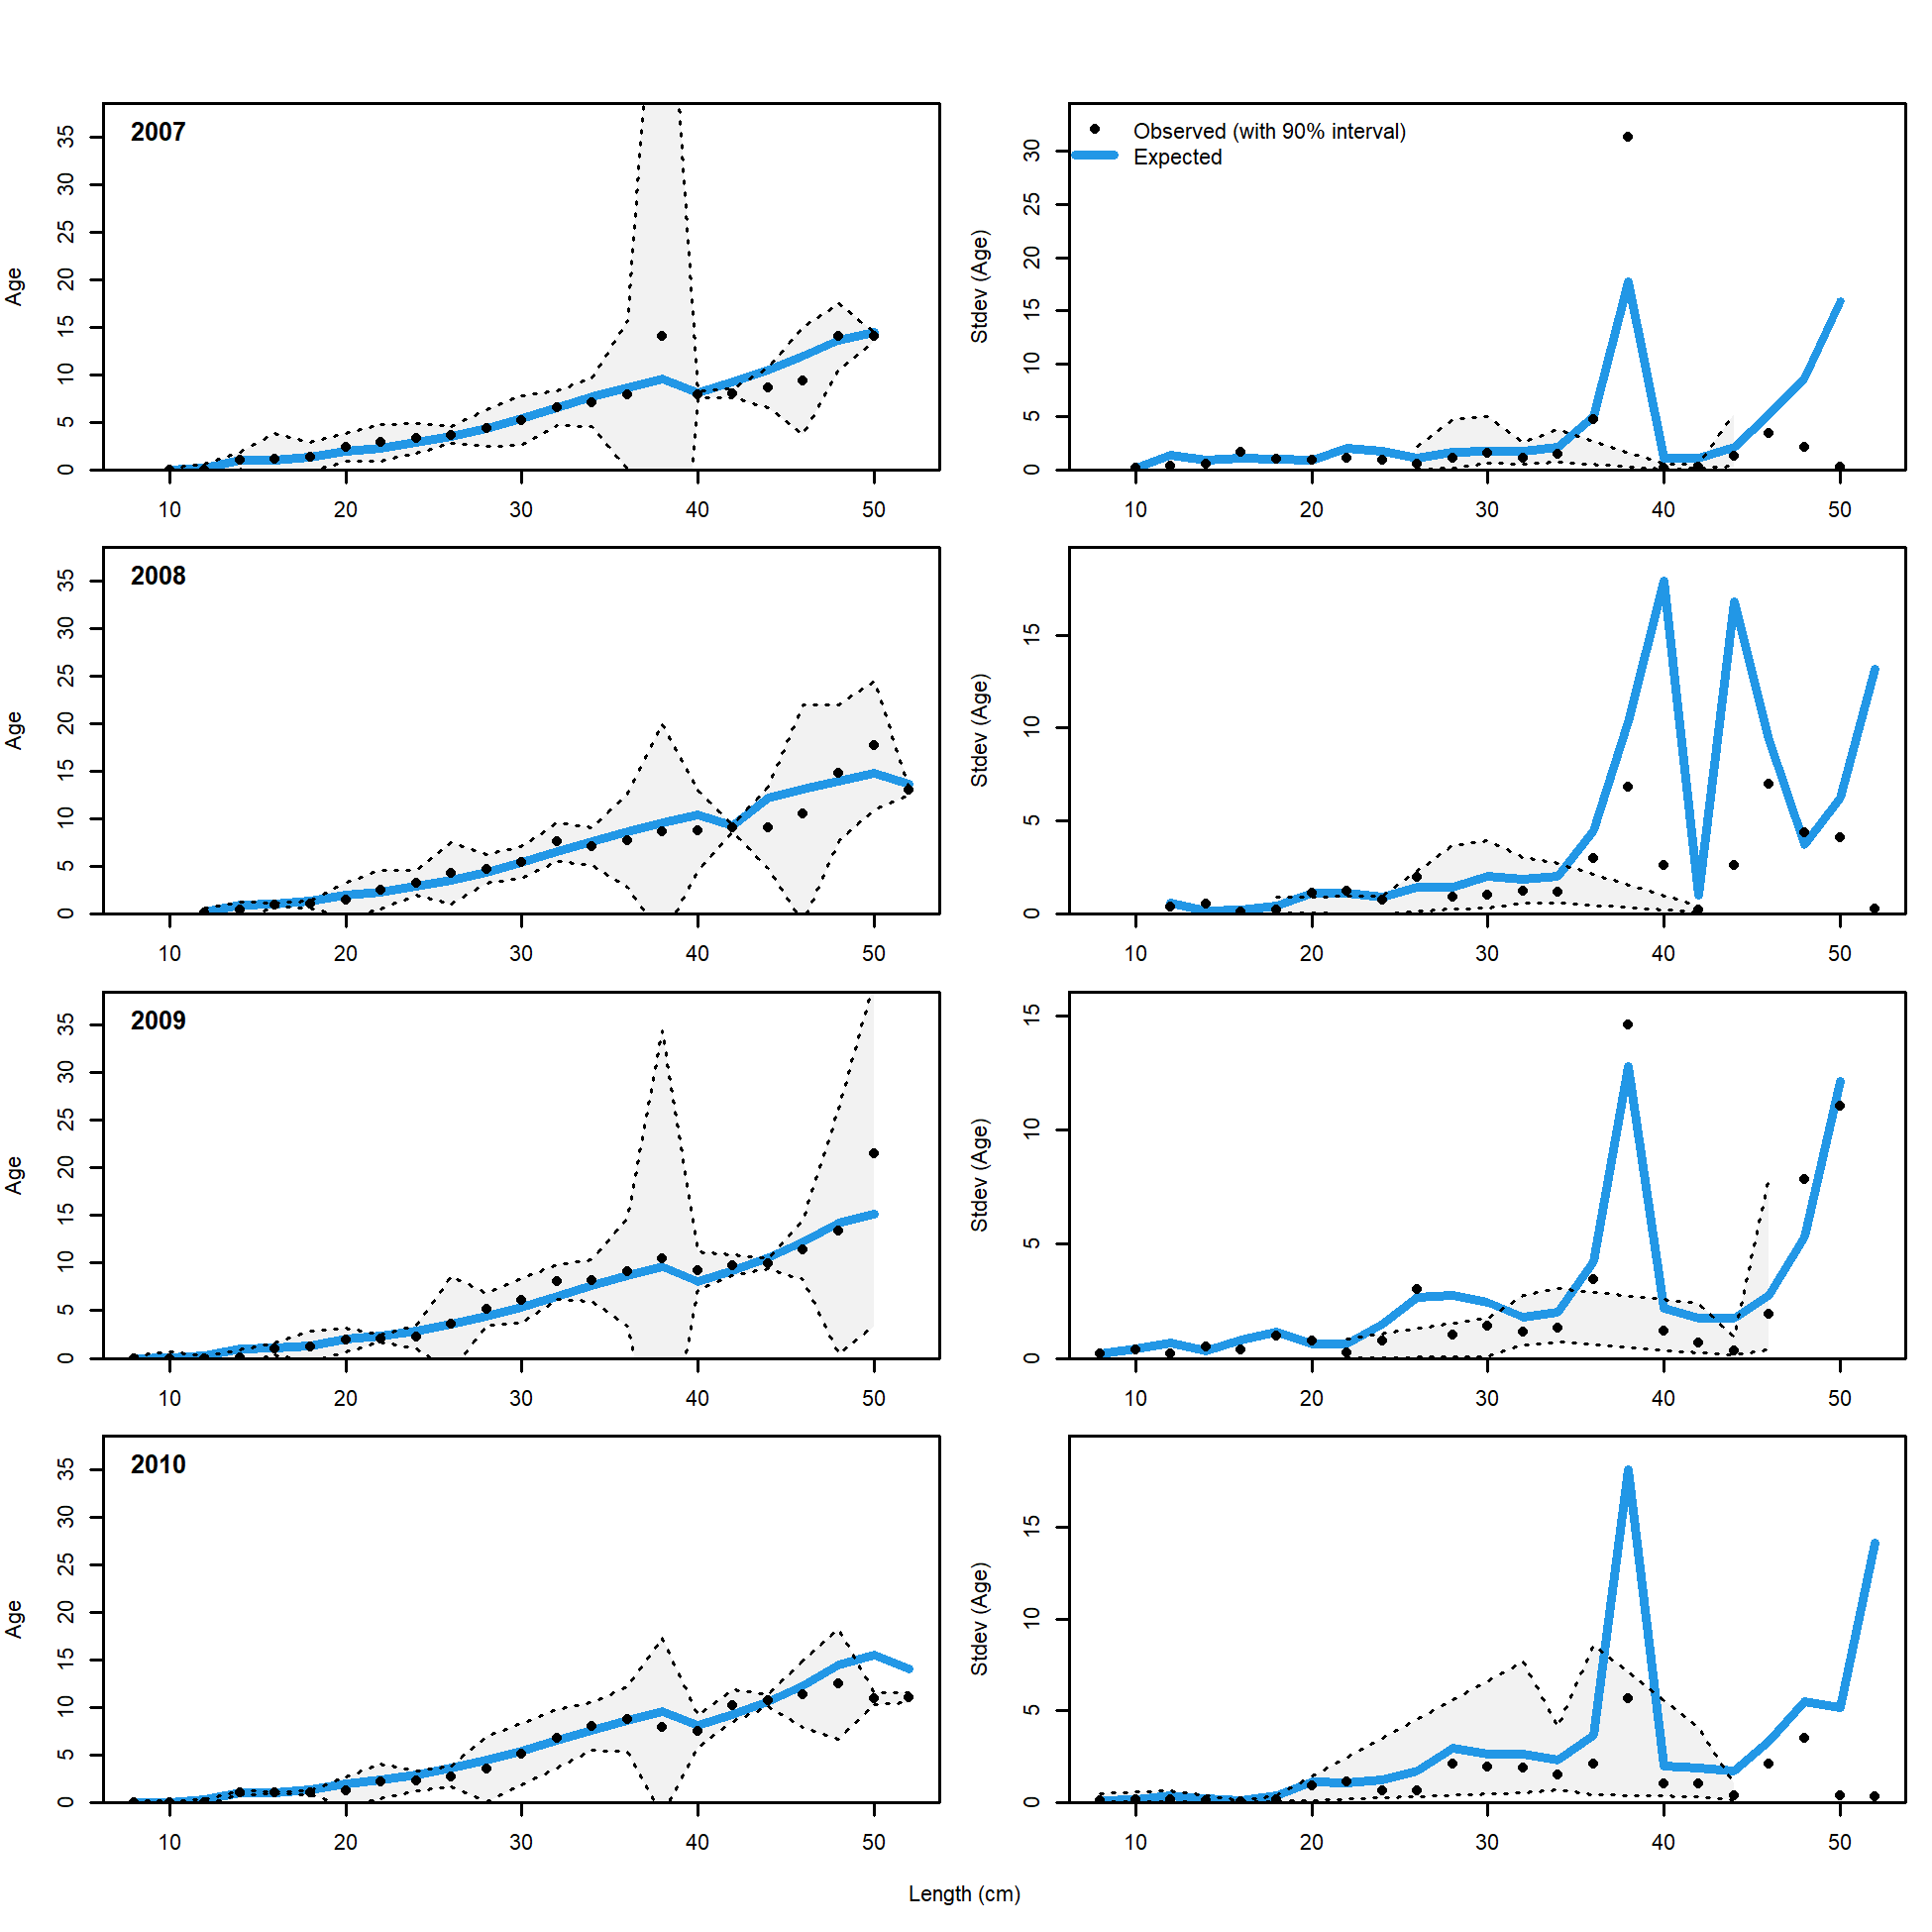 2007
Age
0 5 10 15 20 25 30 35
10 20 30 40 50
Observed (with 90% interval)
Expected
Stdev (Age)
0 5 10 15 20 25 30
10 20 30 40 50
2008
Age
0 5 10 15 20 25 30 35
10 20 30 40 50
Stdev (Age)
0 5 10 15
10 20 30 40 50
2009
Age
0 5 10 15 20 25 30 35
10 20 30 40 50
Stdev (Age)
0 5 10 15
10 20 30 40 50
2010
Age
0 5 10 15 20 25 30 35
10 20 30 40 50
Stdev (Age)
0 5 10 15
10 20 30 40 50
Length (cm)